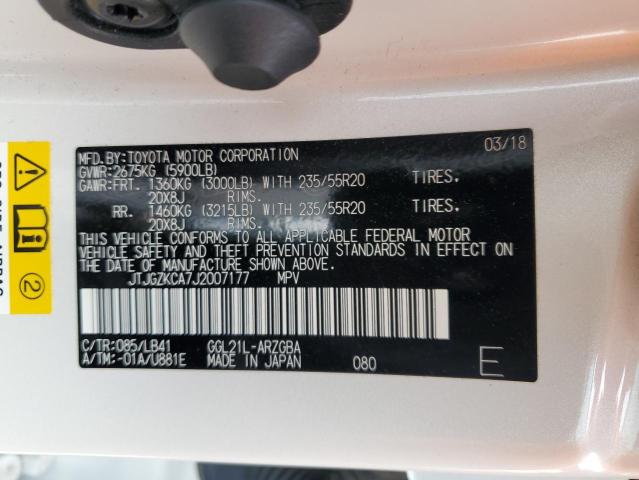 MFD.BY:TOYOTA MOTOR CORPORATION 03/18
GVWR:2675KG (5900LB)
GAWR:FRT. 1360KG (3000LB) WITH 235/55R20 TIRES.
20X8J RIMS.
RR. 1460KG (3215LB) WITH 235/55R20 TIRES.
20X8J RIMS.
THIS VEHICLE CONFORMS TO ALL APPLICABLE FEDERAL MOTOR
VEHICLE SAFETY AND THEFT PREVENTION STANDARDS IN EFFECT ON
THE DATE OF MANUFACTURE SHOWN ABOVE.
JTJGZKCA7J2007177 MPV
C/TR:085/LB41 GGL21L-ARZGBA
A/TM:-01A/U881E MADE IN JAPAN 080 E
2